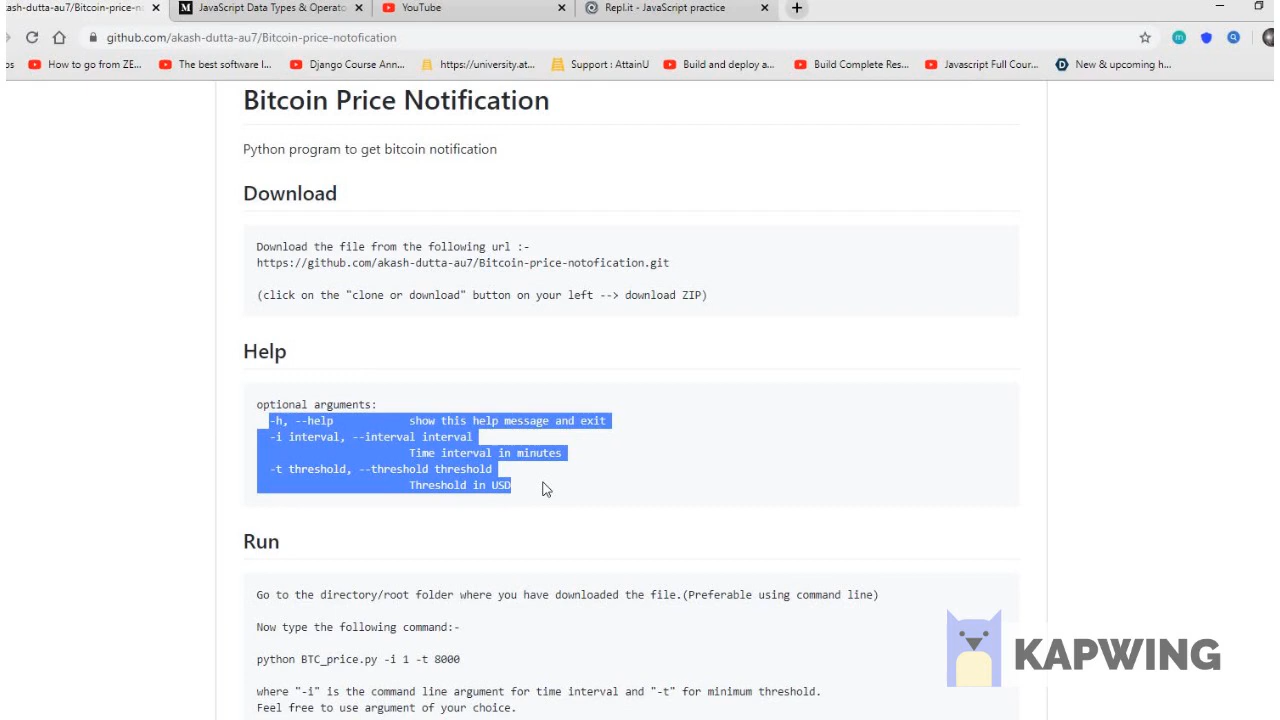 akash-dutta-au7/Bitcoin-price-n
JavaScript Data Types & Operato
YouTube
Repl.it - JavaScript practice
github.com/akash-dutta-au7/Bitcoin-price-notofication
How to go from ZE...
The best software I...
Django Course Ann...
https://university.at...
Support : AttainU
Build and deploy a...
Build Complete Res...
Javascript Full Cour...
New & upcoming h...
Bitcoin Price Notification
Python program to get bitcoin notification
Download
Download the file from the following url :-
https://github.com/akash-dutta-au7/Bitcoin-price-notofication.git
(click on the "clone or download" button on your left --> download ZIP)
Help
optional arguments:
-h, --help show this help message and exit
-i interval, --interval interval
Time interval in minutes
-t threshold, --threshold threshold
Threshold in USD
Run
Go to the directory/root folder where you have downloaded the file.(Preferable using command line)
Now type the following command:-
python BTC_price.py -i 1 -t 8000
where "-i" is the command line argument for time interval and "-t" for minimum threshold.
Feel free to use argument of your choice.
KAPWING